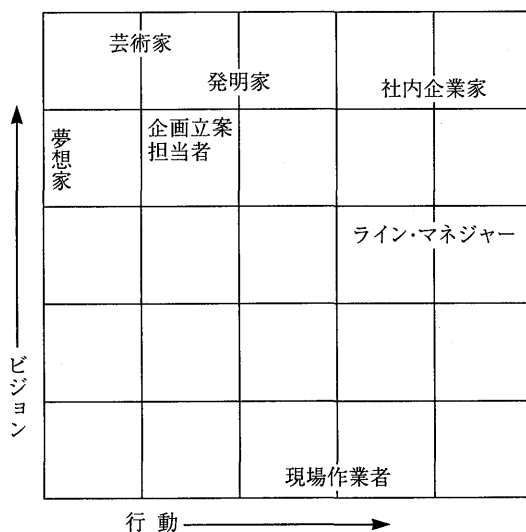 芸術家
発明家
社内企業家
夢想家
企画立案
担当者
ライン・マネジャー
ビジョン
現場作業者
行動